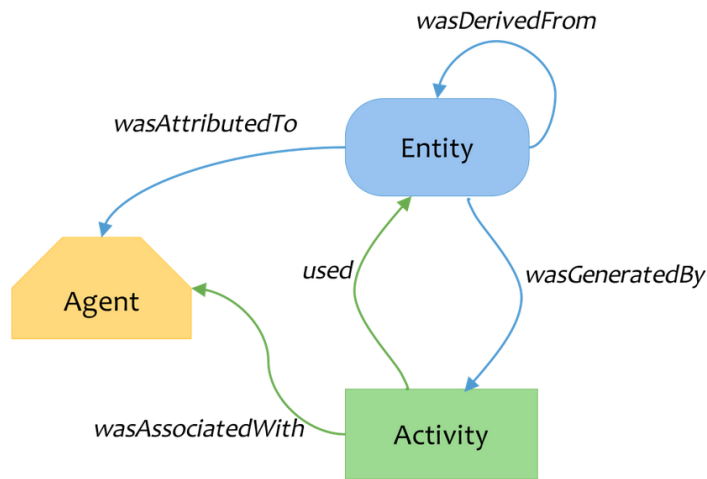 wasDerivedFrom
wasAttributedTo
Entity
used
wasGeneratedBy
Agent
wasAssociatedWith
Activity